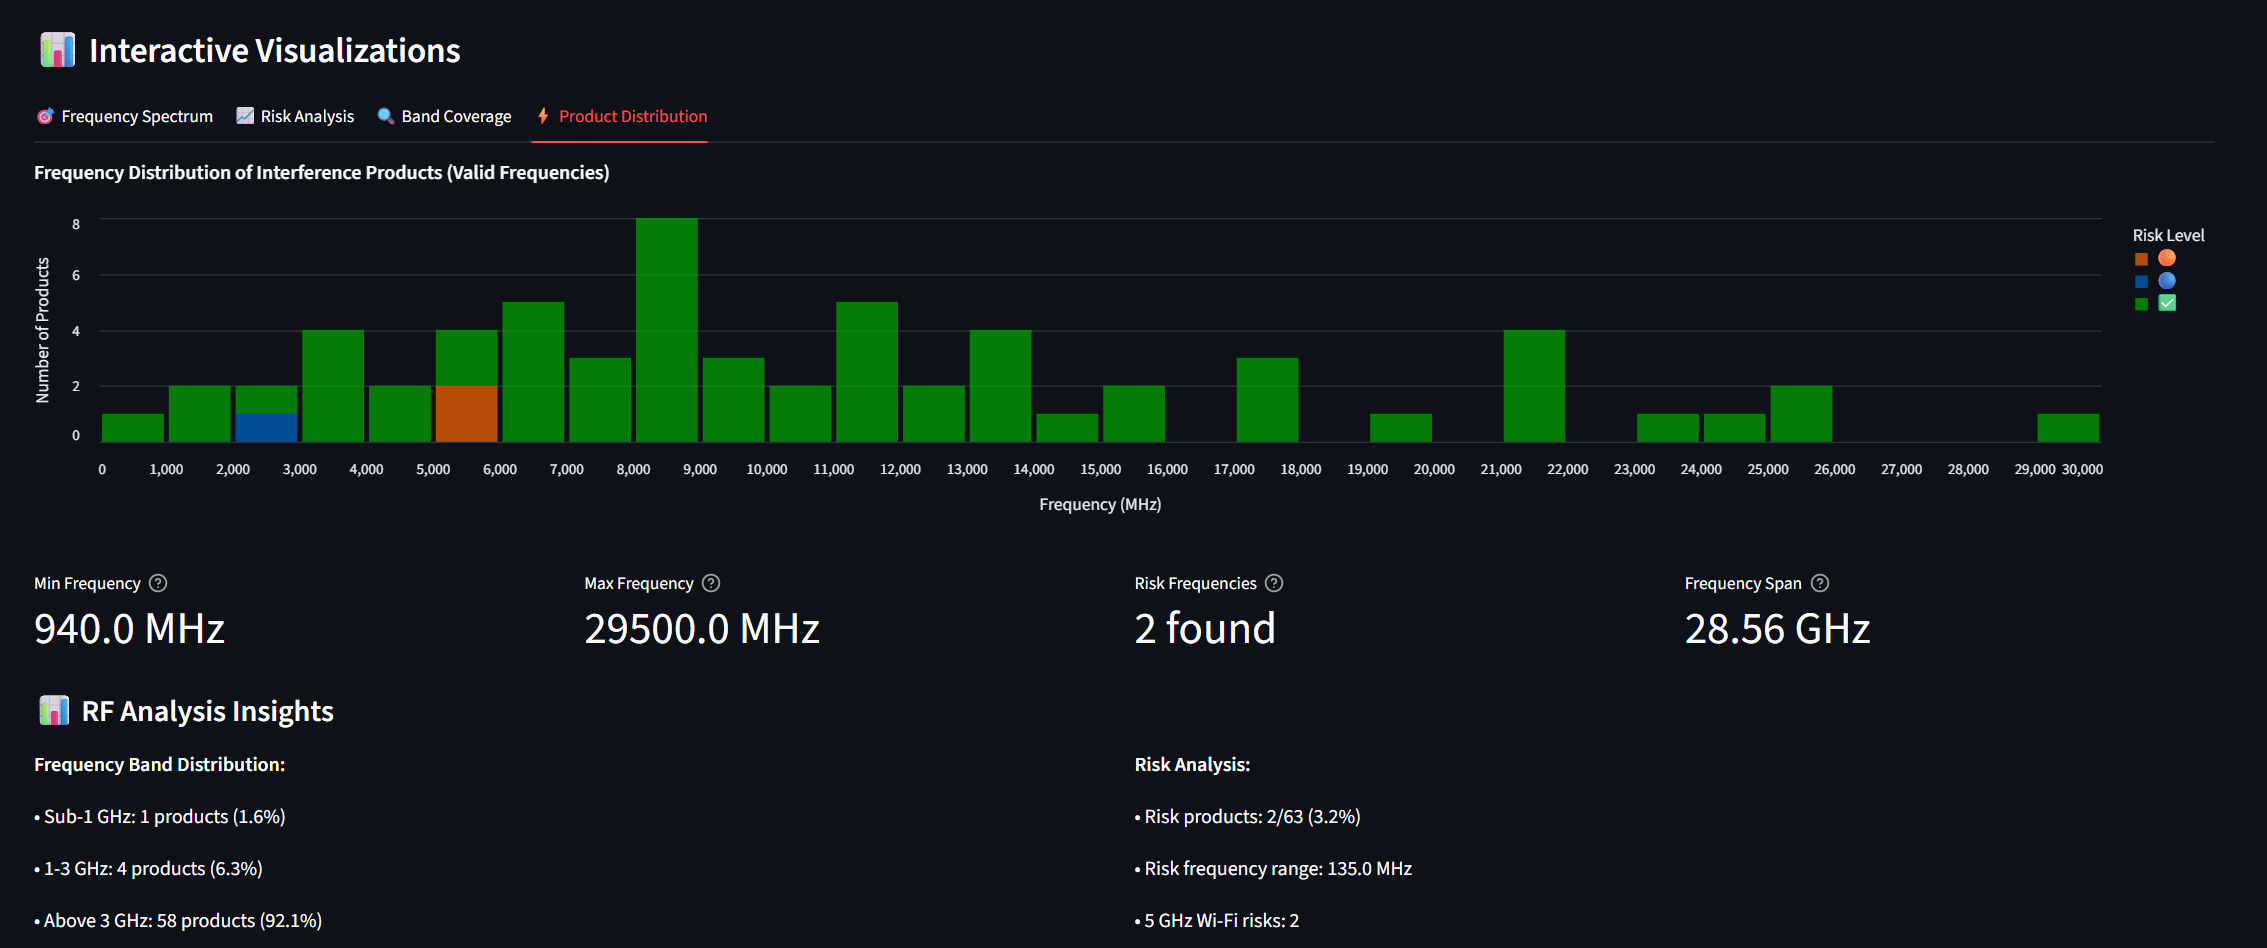 Interactive Visualizations
Frequency Spectrum Risk Analysis Band Coverage Product Distribution
Frequency Distribution of Interference Products (Valid Frequencies)
Number of Products
8
6
4
2
0
0 1,000 2,000 3,000 4,000 5,000 6,000 7,000 8,000 9,000 10,000 11,000 12,000 13,000 14,000 15,000 16,000 17,000 18,000 19,000 20,000 21,000 22,000 23,000 24,000 25,000 26,000 27,000 28,000 29,000 30,000
Frequency (MHz)
Risk Level
Min Frequency ?
940.0 MHz
Max Frequency ?
29500.0 MHz
Risk Frequencies ?
2 found
Frequency Span ?
28.56 GHz
RF Analysis Insights
Frequency Band Distribution:
• Sub-1 GHz: 1 products (1.6%)
• 1-3 GHz: 4 products (6.3%)
• Above 3 GHz: 58 products (92.1%)
Risk Analysis:
• Risk products: 2/63 (3.2%)
• Risk frequency range: 135.0 MHz
• 5 GHz Wi-Fi risks: 2